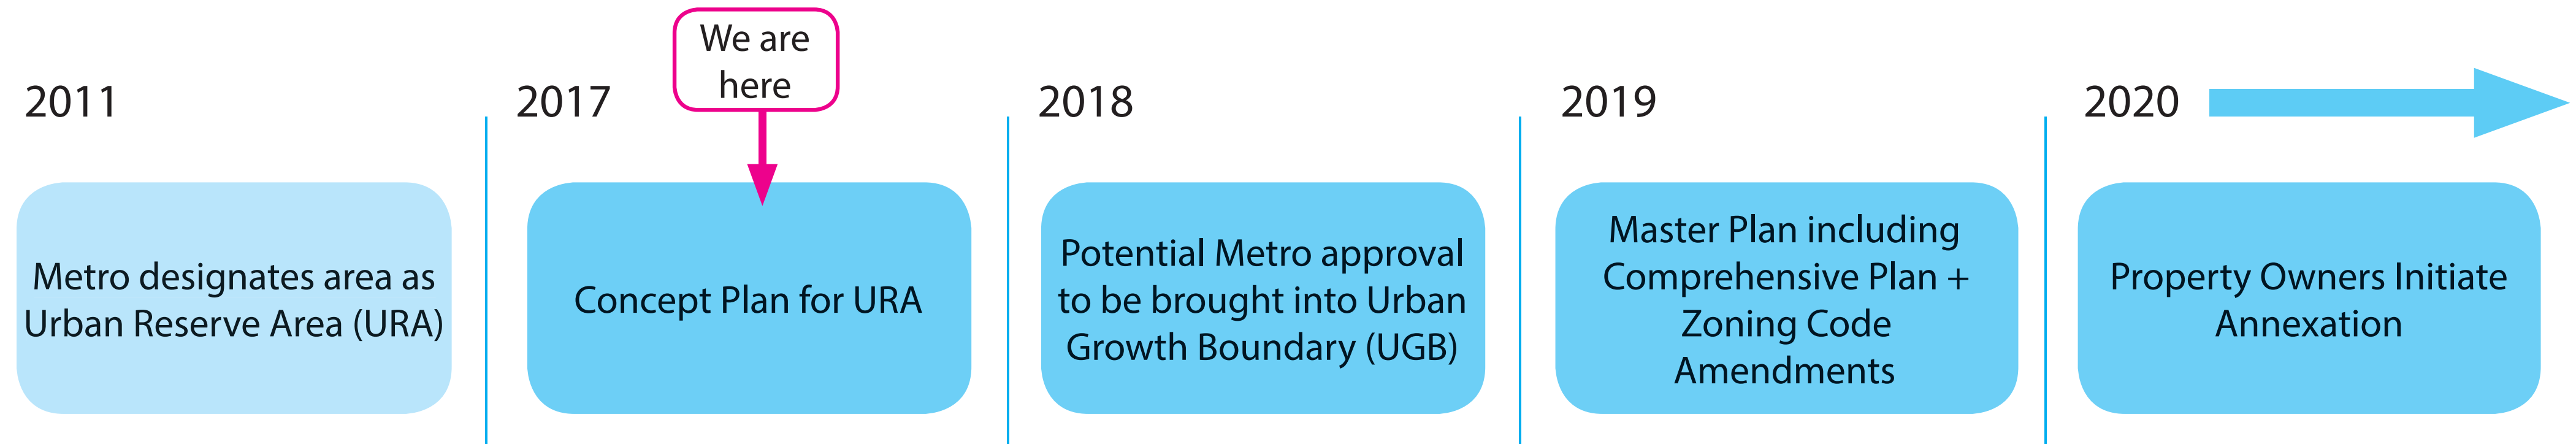 We are
here
2011
2017
2018
2019
2020
Metro designates area as
Urban Reserve Area (URA)
Concept Plan for URA
Potential Metro approval
to be brought into Urban
Growth Boundary (UGB)
Master Plan including
Comprehensive Plan +
Zoning Code
Amendments
Property Owners Initiate
Annexation